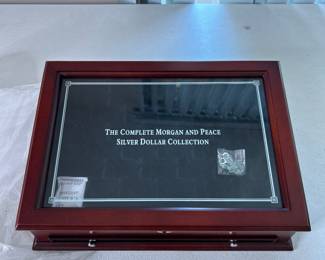 The Complete Morgan and Peace
Silver Dollar Collection